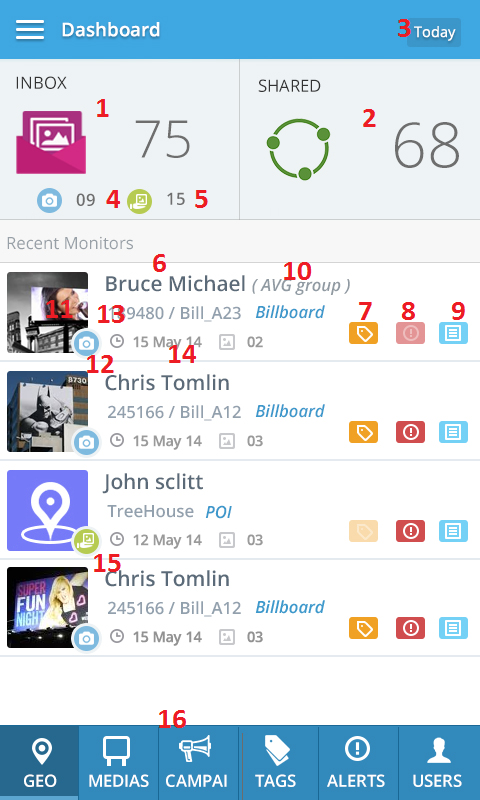 Dashboard
3 Today
INBOX
SHARED
1 75
2 68
09 4 15 5
Recent Monitors
6 10
Bruce Michael ( AVG group )
11 13 7 8 9
9480 / Bill_A23 Billboard
15 May 14 02
12 14
Chris Tomlin
B730
245166 / Bill_A12 Billboard
15 May 14 03
John sclitt
TreeHouse POI
12 May 14 03
15
Chris Tomlin
SUPER
FUN
NIGHT
245166 / Bill_A12 Billboard
15 May 14 03
16
GEO MEDIAS CAMPAI TAGS ALERTS USERS